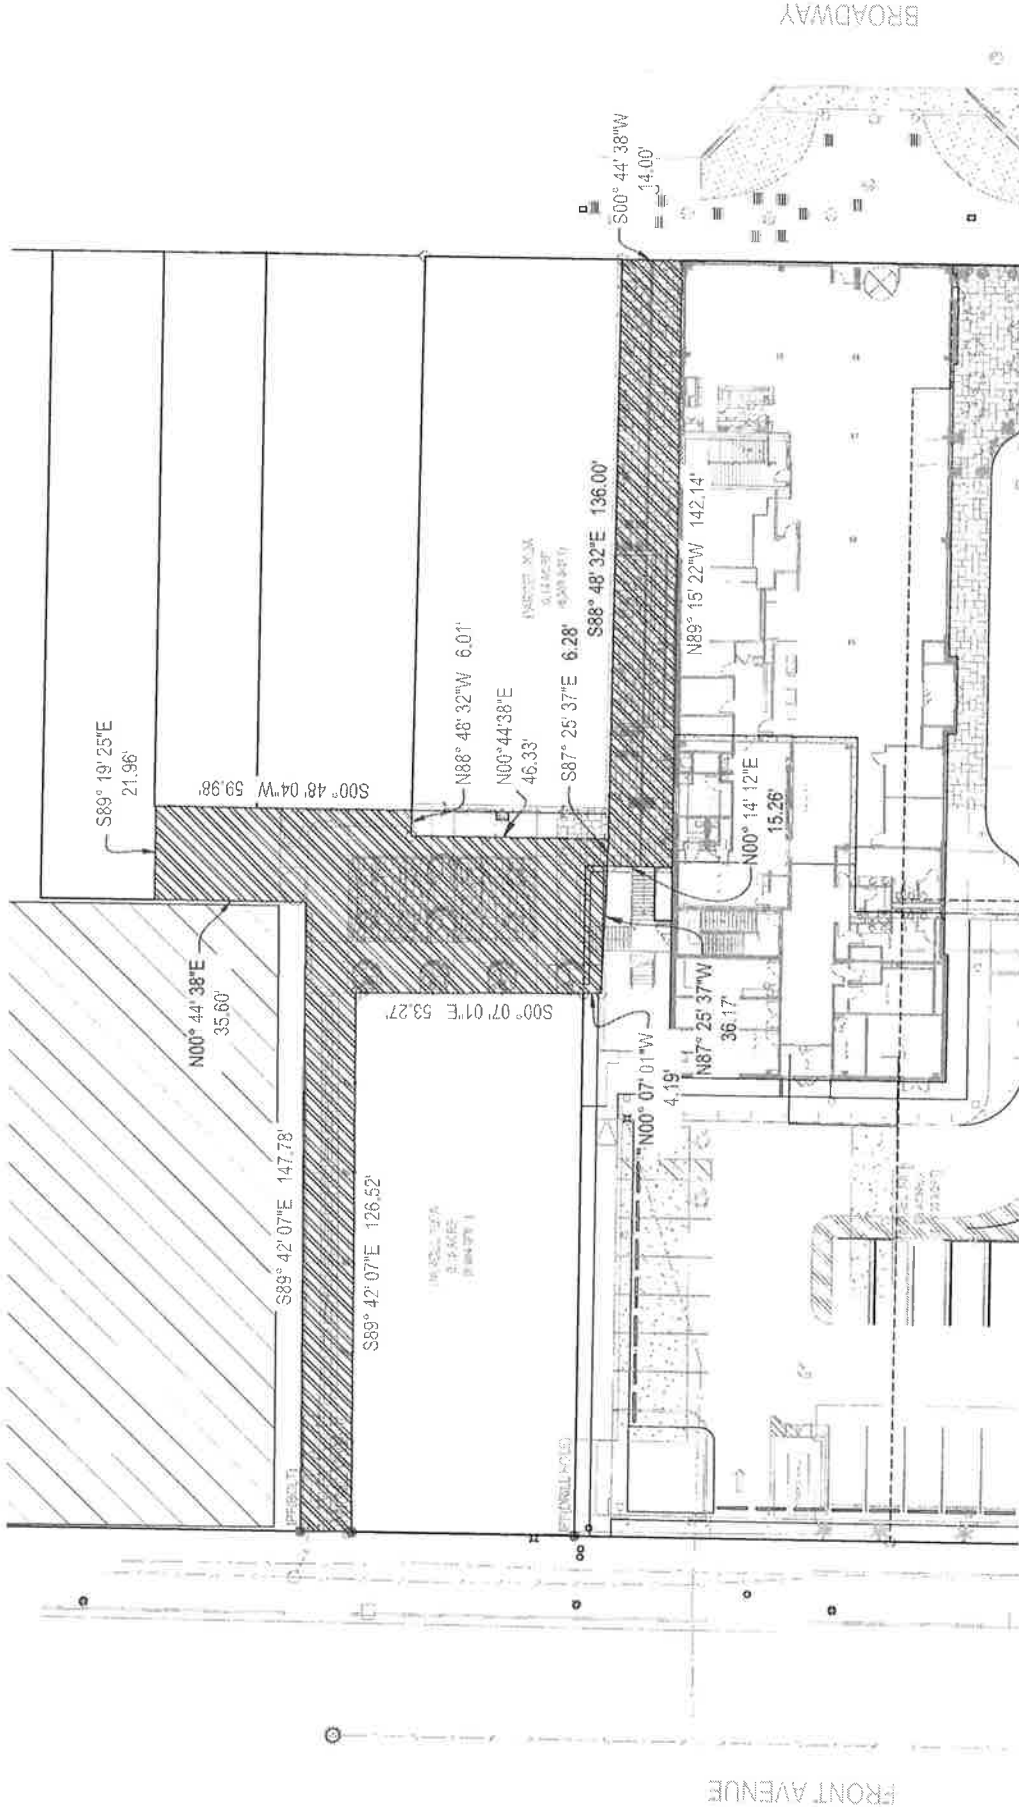 BROADWAY
S00° 44' 38"W
14.00'
S89° 19' 25"E
21.96'
S00° 48' 04"W 59.98'
N88° 48' 32"W 6.01'
N00°44'38"E
46.33'
S87° 25' 37"E 6.28'
S88° 48' 32"E 136.00'
N89° 15' 22"W 142.14'
N00° 14' 12"E
15.26'
N00° 44' 38"E
35.60'
S00° 07' 01"E 53.27'
N87° 25' 37"W
36.17'
N00° 07' 01"W
4.19'
S89° 42' 07"E 147.78'
S89° 42' 07"E 126.52'
FRONT AVENUE